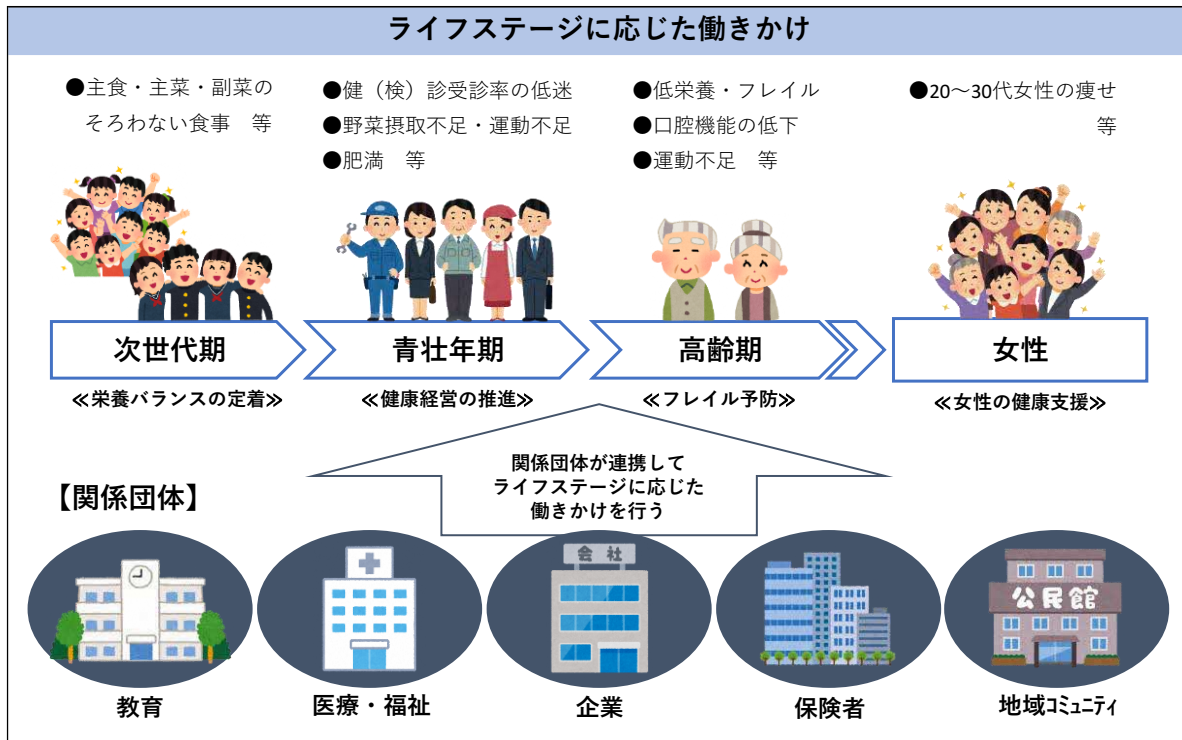 ライフステージに応じた働きかけ
●主食・主菜・副菜の
そろわない食事　等
●健（検）診受診率の低迷
●野菜摂取不足・運動不足
●肥満　等
●低栄養・フレイル
●口腔機能の低下
●運動不足　等
●20～30代女性の痩せ
等
次世代期
青壮年期
高齢期
女性
≪栄養バランスの定着≫
≪健康経営の推進≫
≪フレイル予防≫
≪女性の健康支援≫
関係団体が連携して
ライフステージに応じた
働きかけを行う
【関係団体】
会社
公民館
教育
医療・福祉
企業
保険者
地域ｺﾐｭﾆﾃｨ